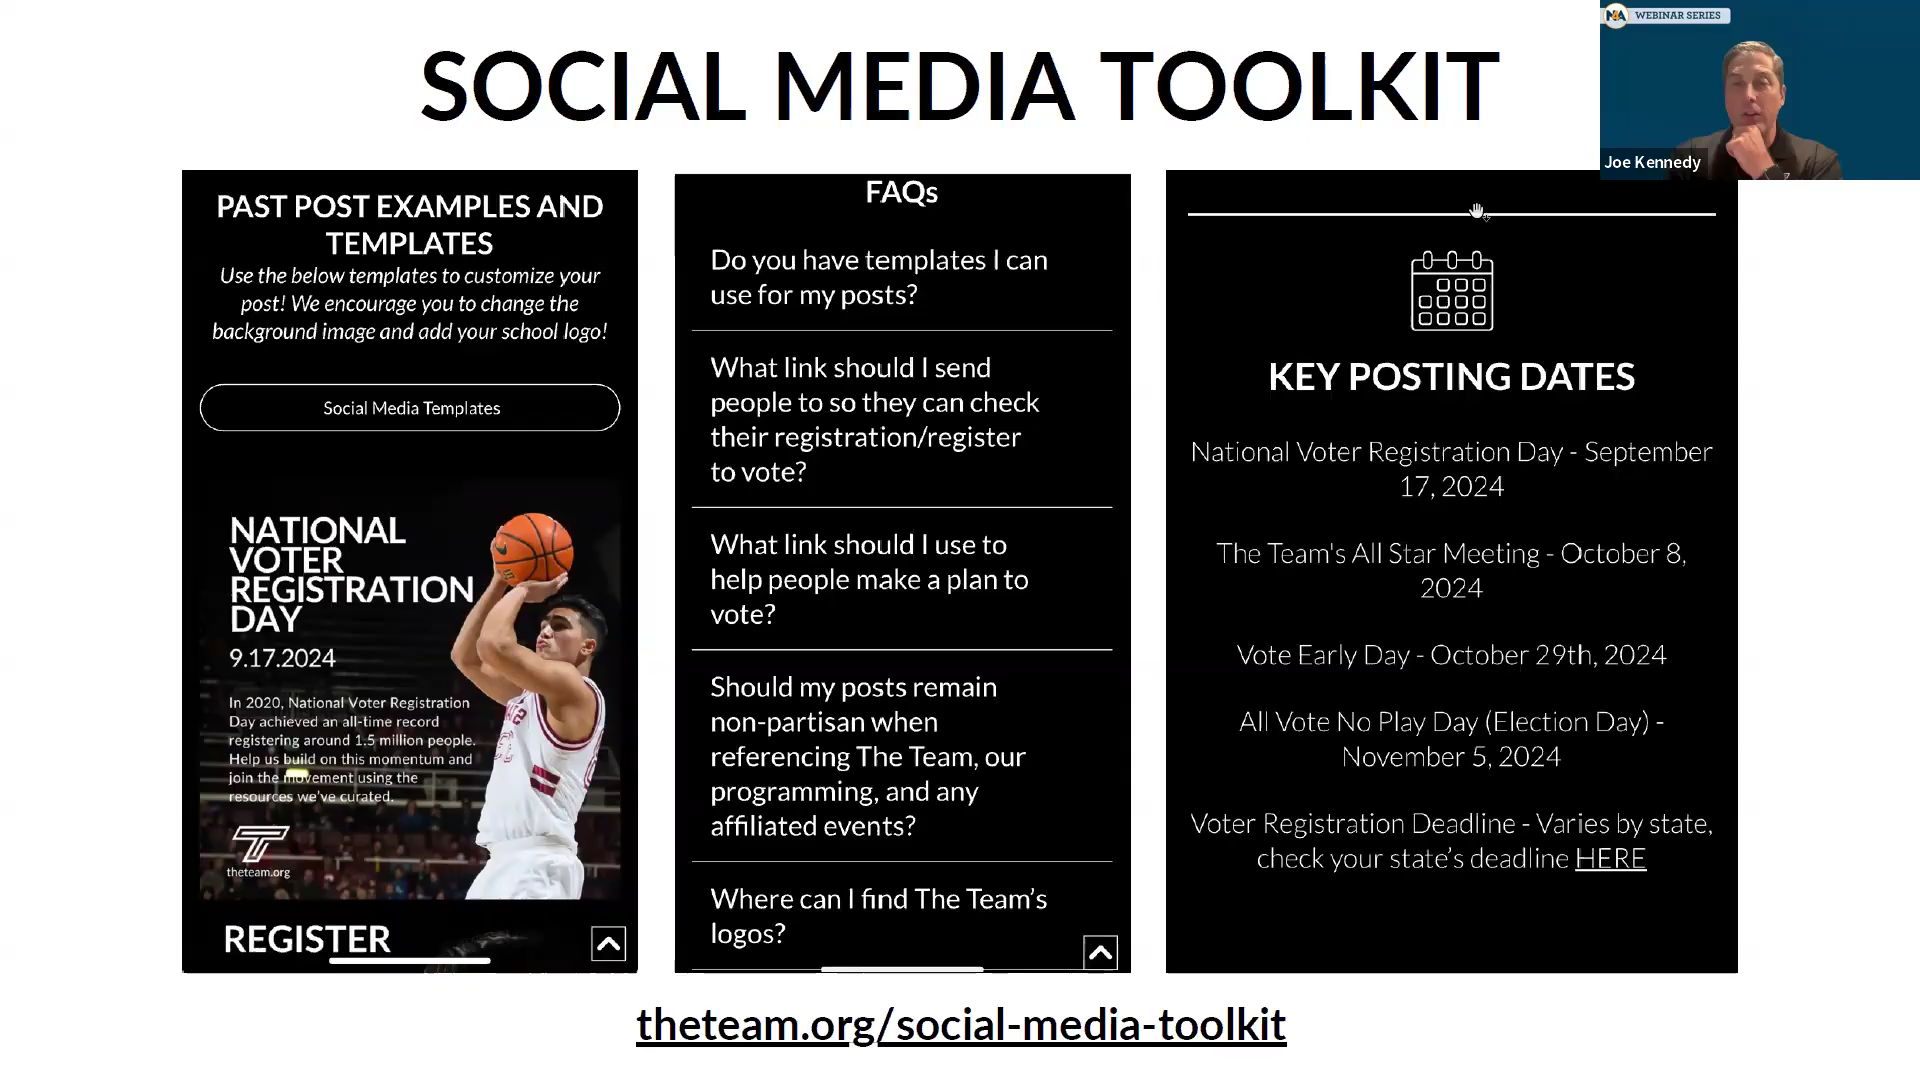 SOCIAL MEDIA TOOLKIT
WEBINAR SERIES
Joe Kennedy
PAST POST EXAMPLES AND
TEMPLATES
Use the below templates to customize your
post! We encourage you to change the
background image and add your school logo!
Social Media Templates
NATIONAL
VOTER
REGISTRATION
DAY
9.17.2024
In 2020, National Voter Registration
Day achieved an all-time record
registering around 1.5 million people.
Help us build on this momentum and
join the movement using the
resources we've curated.
theteam.org
REGISTER
FAQs
Do you have templates I can
use for my posts?
What link should I send
people to so they can check
their registration/register
to vote?
What link should I use to
help people make a plan to
vote?
Should my posts remain
non-partisan when
referencing The Team, our
programming, and any
affiliated events?
Where can I find The Team's
logos?
KEY POSTING DATES
National Voter Registration Day - September
17, 2024
The Team's All Star Meeting - October 8,
2024
Vote Early Day - October 29th, 2024
All Vote No Play Day (Election Day) -
November 5, 2024
Voter Registration Deadline - Varies by state,
check your state's deadline HERE
theteam.org/social-media-toolkit